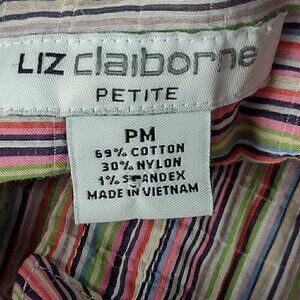 LIZ claiborne
PETITE
PM
69% COTTON
30% NYLON
1% SPANDEX
MADE IN VIETNAM